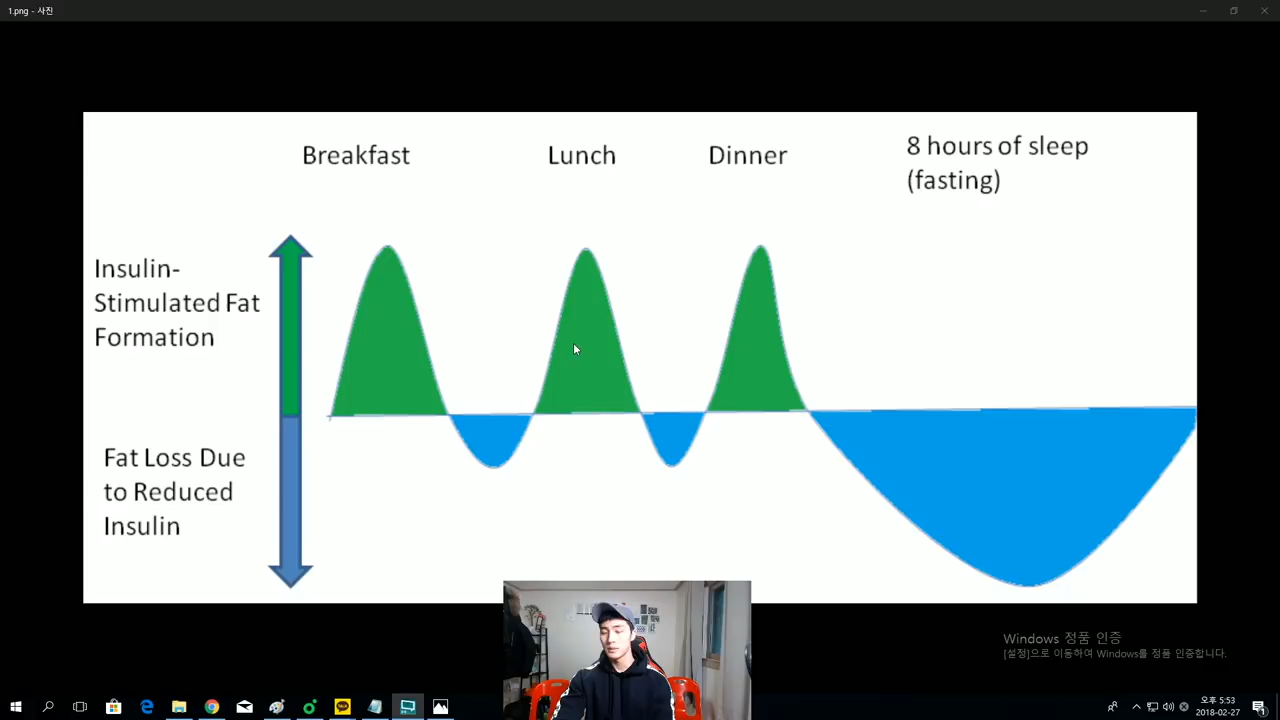 1.png - 사진
Breakfast
Lunch
Dinner
8 hours of sleep
(fasting)
Insulin-
Stimulated Fat
Formation
Fat Loss Due
to Reduced
Insulin
Windows 정품 인증
[설정]으로 이동하여 Windows를 정품 인증합니다.
오후 5:53
2018-02-27